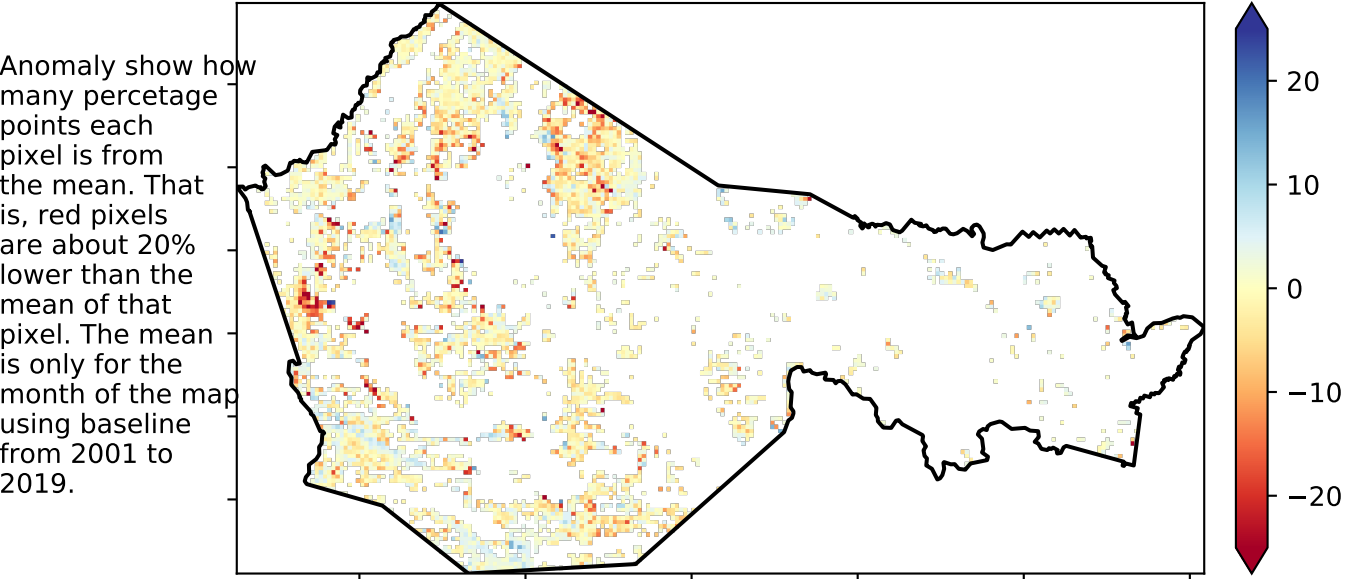 Anomaly show how
many percetage
points each
pixel is from
the mean. That
is, red pixels
are about 20%
lower than the
mean of that
pixel. The mean
is only for the
month of the map
using baseline
from 2001 to
2019.
20
10
0
−10
−20